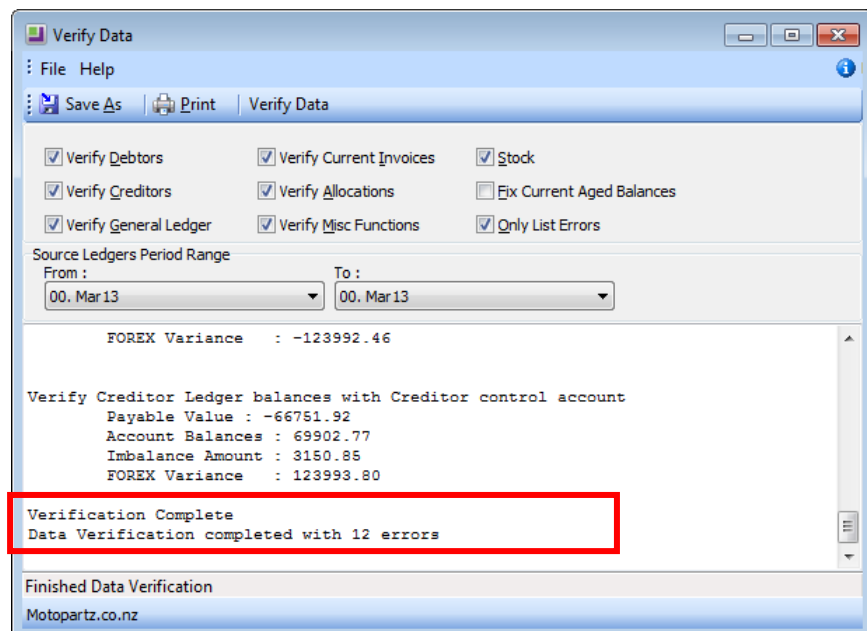 Verify Data
File Help
Save As Print Verify Data
Verify Debtors Verify Current Invoices Stock
Verify Creditors Verify Allocations Fix Current Aged Balances
Verify General Ledger Verify Misc Functions Only List Errors
Source Ledgers Period Range
From : To :
00. Mar13 00. Mar13
FOREX Variance : -123992.46
Verify Creditor Ledger balances with Creditor control account
Payable Value : -66751.92
Account Balances : 69902.77
Imbalance Amount : 3150.85
FOREX Variance : 123993.80
Verification Complete
Data Verification completed with 12 errors
Finished Data Verification
Motopartz.co.nz